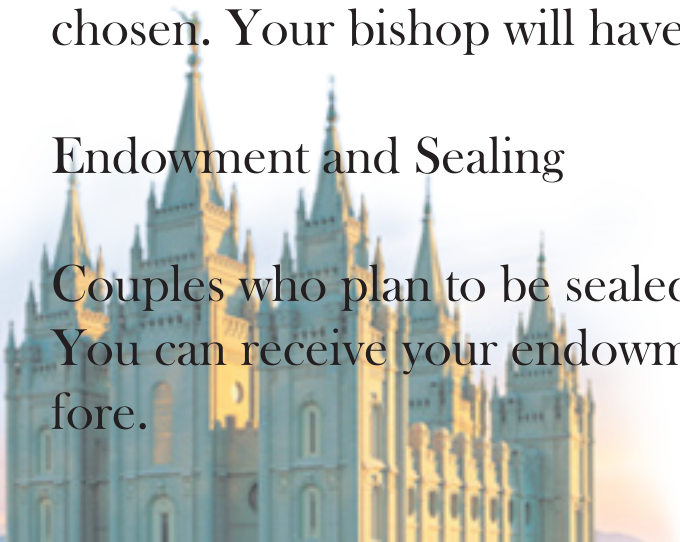 chosen. Your bishop will have
Endowment and Sealing
Couples who plan to be sealed
You can receive your endowm
fore.